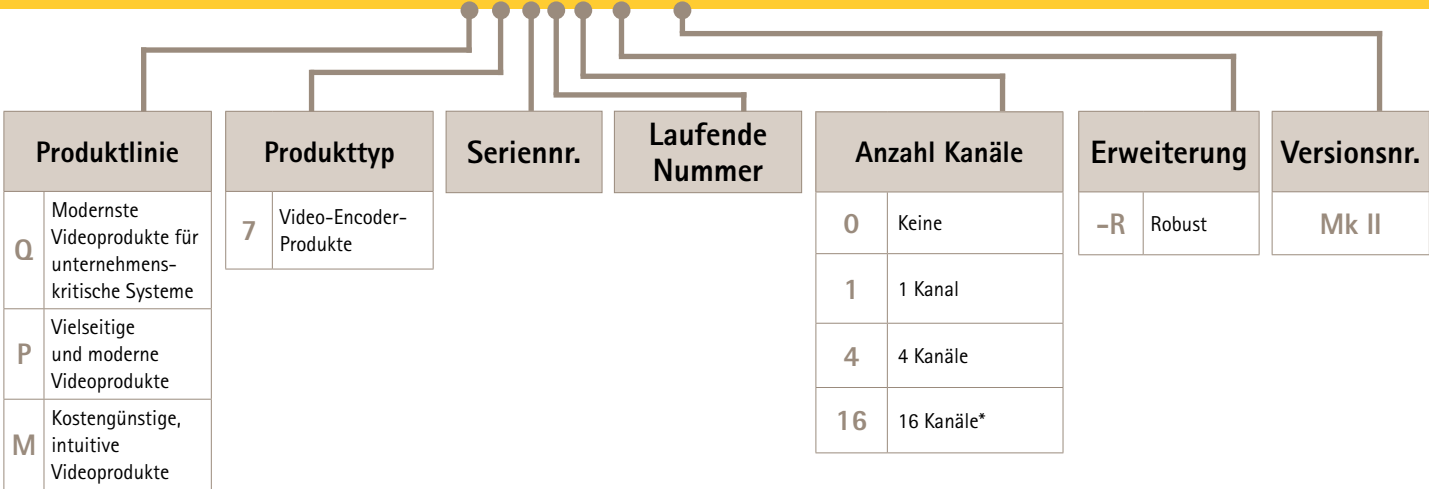 Produktlinie
Q
Modernste
Videoprodukte für
unternehmens-
kritische Systeme
P
Vielseitige
und moderne
Videoprodukte
M
Kostengünstige,
intuitive
Videoprodukte
Produkttyp
7
Video-Encoder-
Produkte
Seriennr.
Laufende
Nummer
Anzahl Kanäle
0 Keine
1 1 Kanal
4 4 Kanäle
16 16 Kanäle*
Erweiterung
-R Robust
Versionsnr.
Mk II